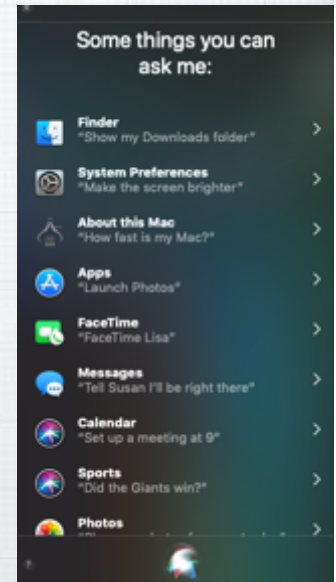 Some things you can
ask me:
Finder
"Show my Downloads folder"
System Preferences
"Make the screen brighter"
About this Mac
"How fast is my Mac?"
Apps
"Launch Photos"
FaceTime
"FaceTime Lisa"
Messages
"Tell Susan I'll be right there"
Calendar
"Set up a meeting at 9"
Sports
"Did the Giants win?"
Photos